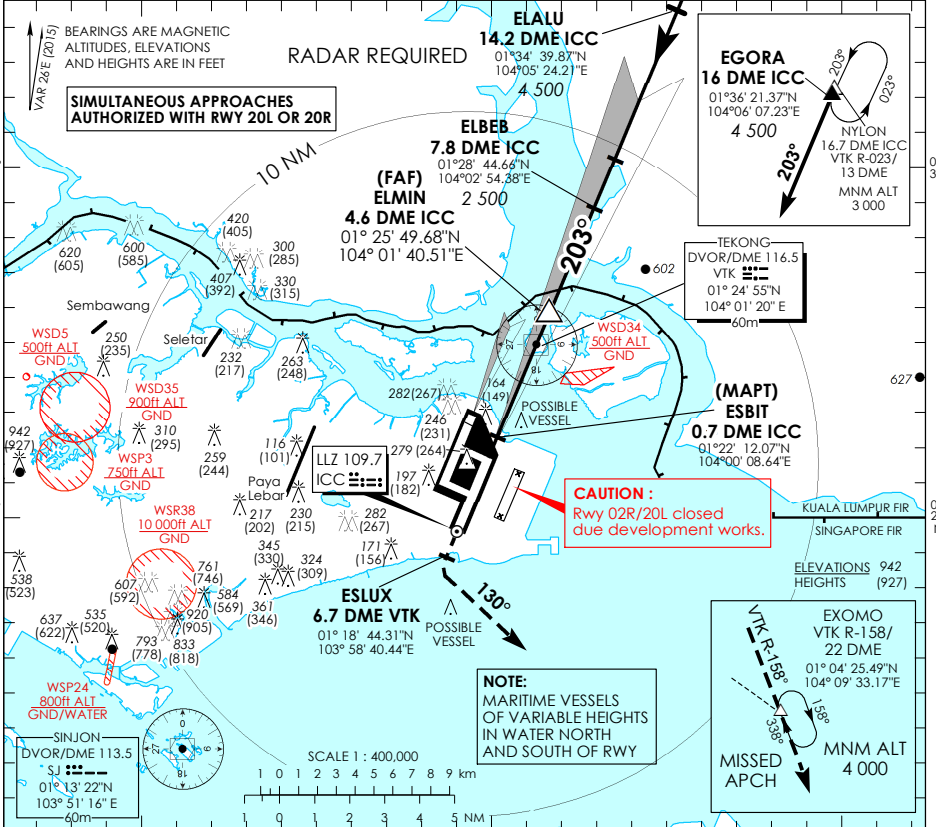 VAR 26'E (2015)
BEARINGS ARE MAGNETIC
ALTITUDES, ELEVATIONS
AND HEIGHTS ARE IN FEET
RADAR REQUIRED
SIMULTANEOUS APPROACHES
AUTHORIZED WITH RWY 20L OR 20R
ELALU
14.2 DME ICC
01°34' 39.87"N
104°05' 24.21"E
4 500
EGORA
16 DME ICC
01°36' 21.37"N
104°06' 07.23"E
4 500
203°
023°
203°
NYLON
16.7 DME ICC
VTK R-023/
13 DME
MNM ALT
3 000
10 NM
ELBEB
7.8 DME ICC
01°28' 44.66"N
104°02' 54.38"E
2 500
(FAF)
ELMIN
4.6 DME ICC
01° 25' 49.68"N
104° 01' 40.51"E
203°
TEKONG
DVOR/DME 116.5
VTK
01° 24' 55"N
104° 01' 20" E
60m
602
627
620
(605)
600
(585)
420
(405)
300
(285)
407
(392)
330
(315)
Sembawang
Seletar
WSD5
500ft ALT
GND
250
(235)
232
(217)
263
(248)
WSD34
500ft ALT
GND
27
9
18
WSD35
900ft ALT
GND
282(267)
164
(149)
POSSIBLE
VESSEL
(MAPT)
ESBIT
0.7 DME ICC
01°22' 12.07"N
104°00' 08.64"E
942
(927)
310
(295)
WSP3
750ft ALT
GND
259
(244)
116
(101)
246
(231)
279 (264)
LLZ 109.7
ICC
197
(182)
Paya
Lebar
217
(202)
230
(215)
282
(267)
CAUTION :
Rwy 02R/20L closed
due development works.
KUALA LUMPUR FIR
SINGAPORE FIR
WSR38
10 000ft ALT
GND
171
(156)
345
(330)
324
(309)
361
(346)
761
(746)
607
(592)
584
(569)
920
(905)
538
(523)
637
(622)
535
(520)
793
(778)
833
(818)
ELEVATIONS 942
HEIGHTS (927)
ESLUX
6.7 DME VTK
01° 18' 44.31"N
103° 58' 40.44"E
130°
POSSIBLE
VESSEL
WSP24
800ft ALT
GND/WATER
NOTE:
MARITIME VESSELS
OF VARIABLE HEIGHTS
IN WATER NORTH
AND SOUTH OF RWY
VTK R-158°
EXOMO
VTK R-158/
22 DME
01° 04' 25.49"N
104° 09' 33.17"E
158°
338°
MISSED
APCH
MNM ALT
4 000
SINJON
DVOR/DME 113.5
SJ
01° 13' 22"N
103° 51' 16" E
60m
0
27
9
18
SCALE 1 : 400,000
1 0 1 2 3 4 5 6 7 8 9 km
1 0 1 2 3 4 5 NM